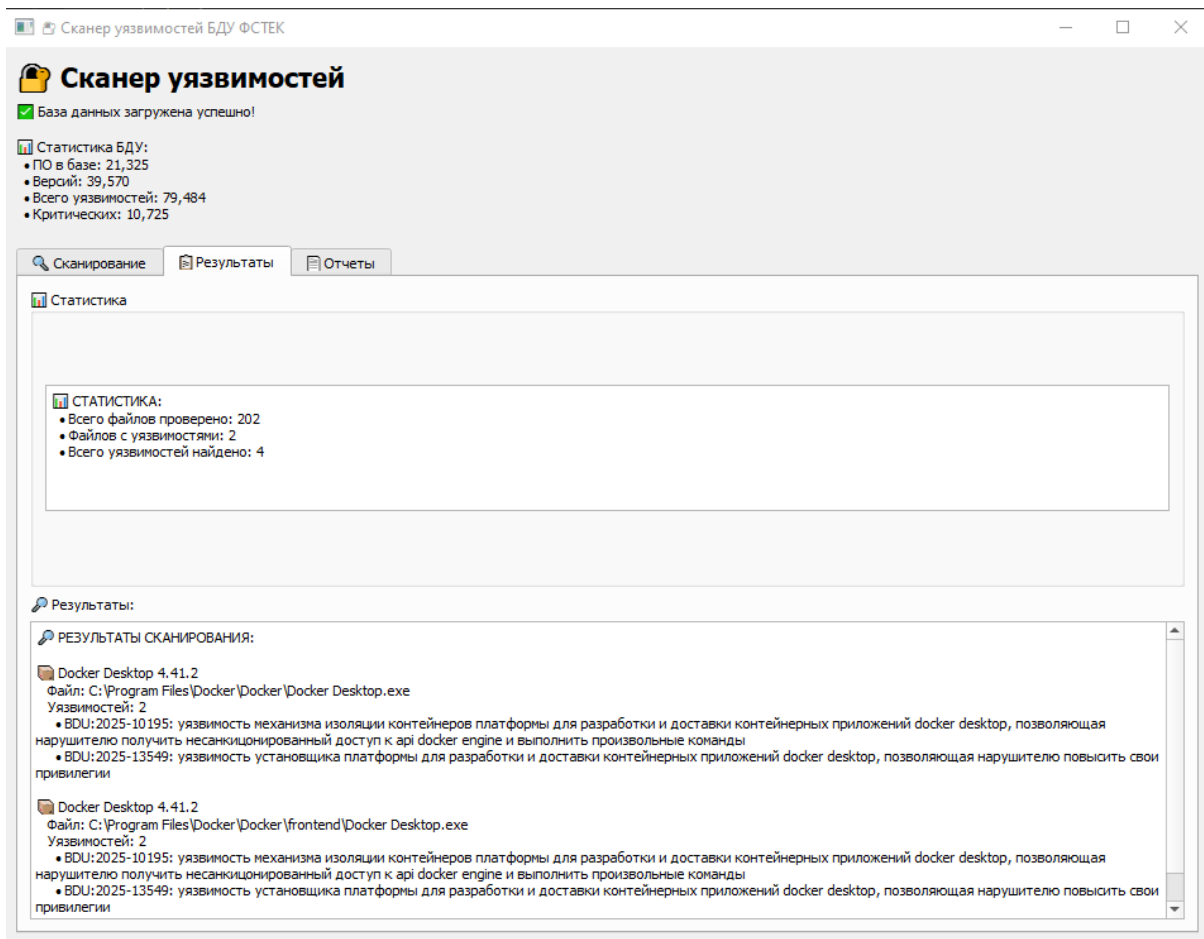 Сканер уязвимостей БДУ ФСТЕК
Сканер уязвимостей
База данных загружена успешно!
Статистика БДУ:
• ПО в базе: 21,325
• Версий: 39,570
• Всего уязвимостей: 79,484
• Критических: 10,725
Сканирование
Результаты
Отчеты
Статистика
СТАТИСТИКА:
• Всего файлов проверено: 202
• Файлов с уязвимостями: 2
• Всего уязвимостей найдено: 4
Результаты:
РЕЗУЛЬТАТЫ СКАНИРОВАНИЯ:
Docker Desktop 4.41.2
Файл: C:\Program Files\Docker\Docker\Docker Desktop.exe
Уязвимостей: 2
• BDU:2025-10195: уязвимость механизма изоляции контейнеров платформы для разработки и доставки контейнерных приложений docker desktop, позволяющая
нарушителю получить несанкицонированный доступ к api docker engine и выполнить произвольные команды
• BDU:2025-13549: уязвимость установщика платформы для разработки и доставки контейнерных приложений docker desktop, позволяющая нарушителю повысить свои
привилегии
Docker Desktop 4.41.2
Файл: C:\Program Files\Docker\Docker\frontend\Docker Desktop.exe
Уязвимостей: 2
• BDU:2025-10195: уязвимость механизма изоляции контейнеров платформы для разработки и доставки контейнерных приложений docker desktop, позволяющая
нарушителю получить несанкицонированный доступ к api docker engine и выполнить произвольные команды
• BDU:2025-13549: уязвимость установщика платформы для разработки и доставки контейнерных приложений docker desktop, позволяющая нарушителю повысить свои
привилегии